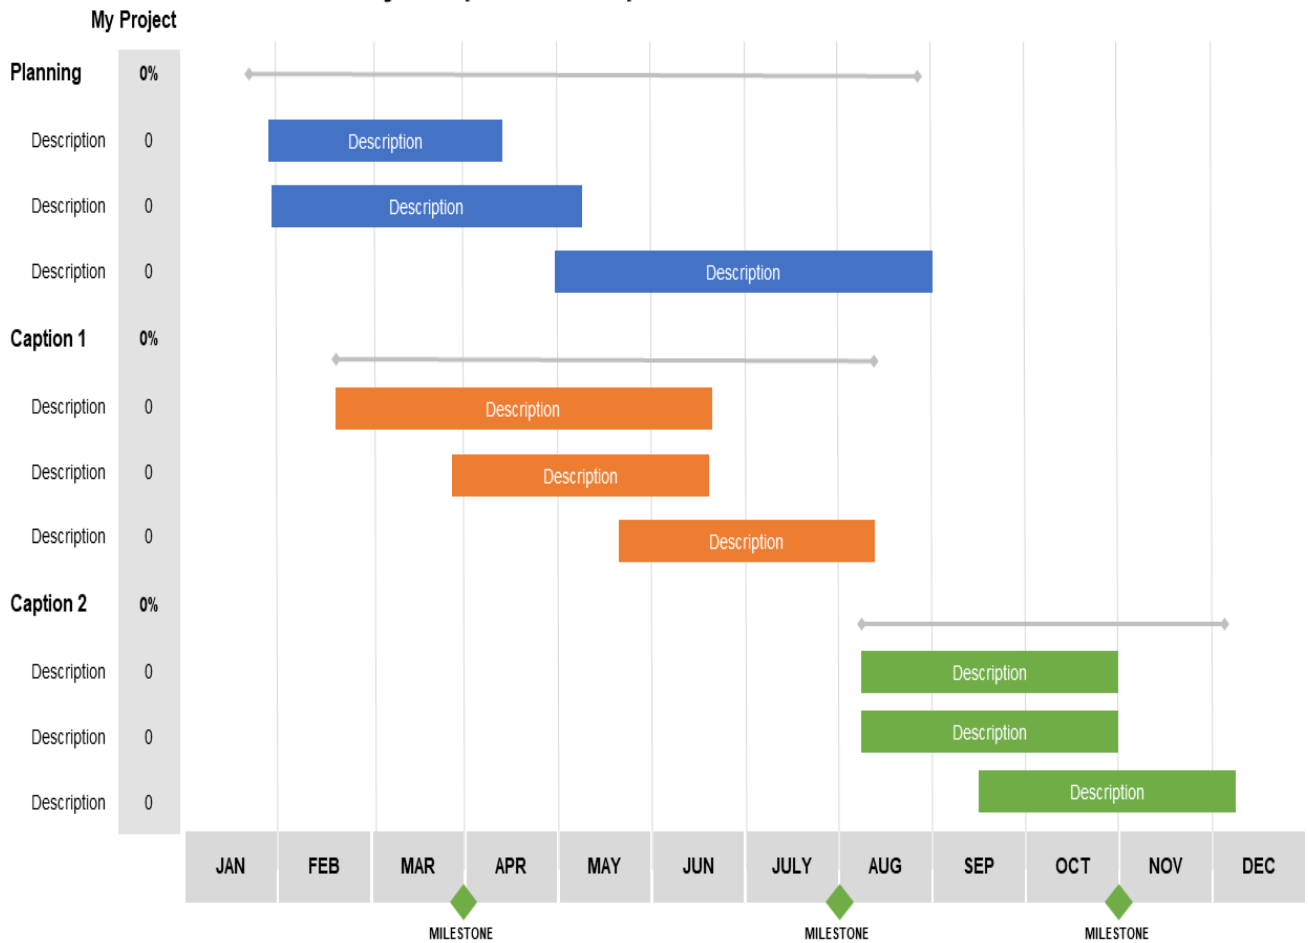 My Project
Planning 0%
Description 0 Description
Description 0 Description
Description 0 Description
Caption 1 0%
Description 0 Description
Description 0 Description
Description 0 Description
Caption 2 0%
Description 0 Description
Description 0 Description
Description 0 Description
JAN FEB MAR APR MAY JUN JULY AUG SEP OCT NOV DEC
MILESTONE MILESTONE MILESTONE